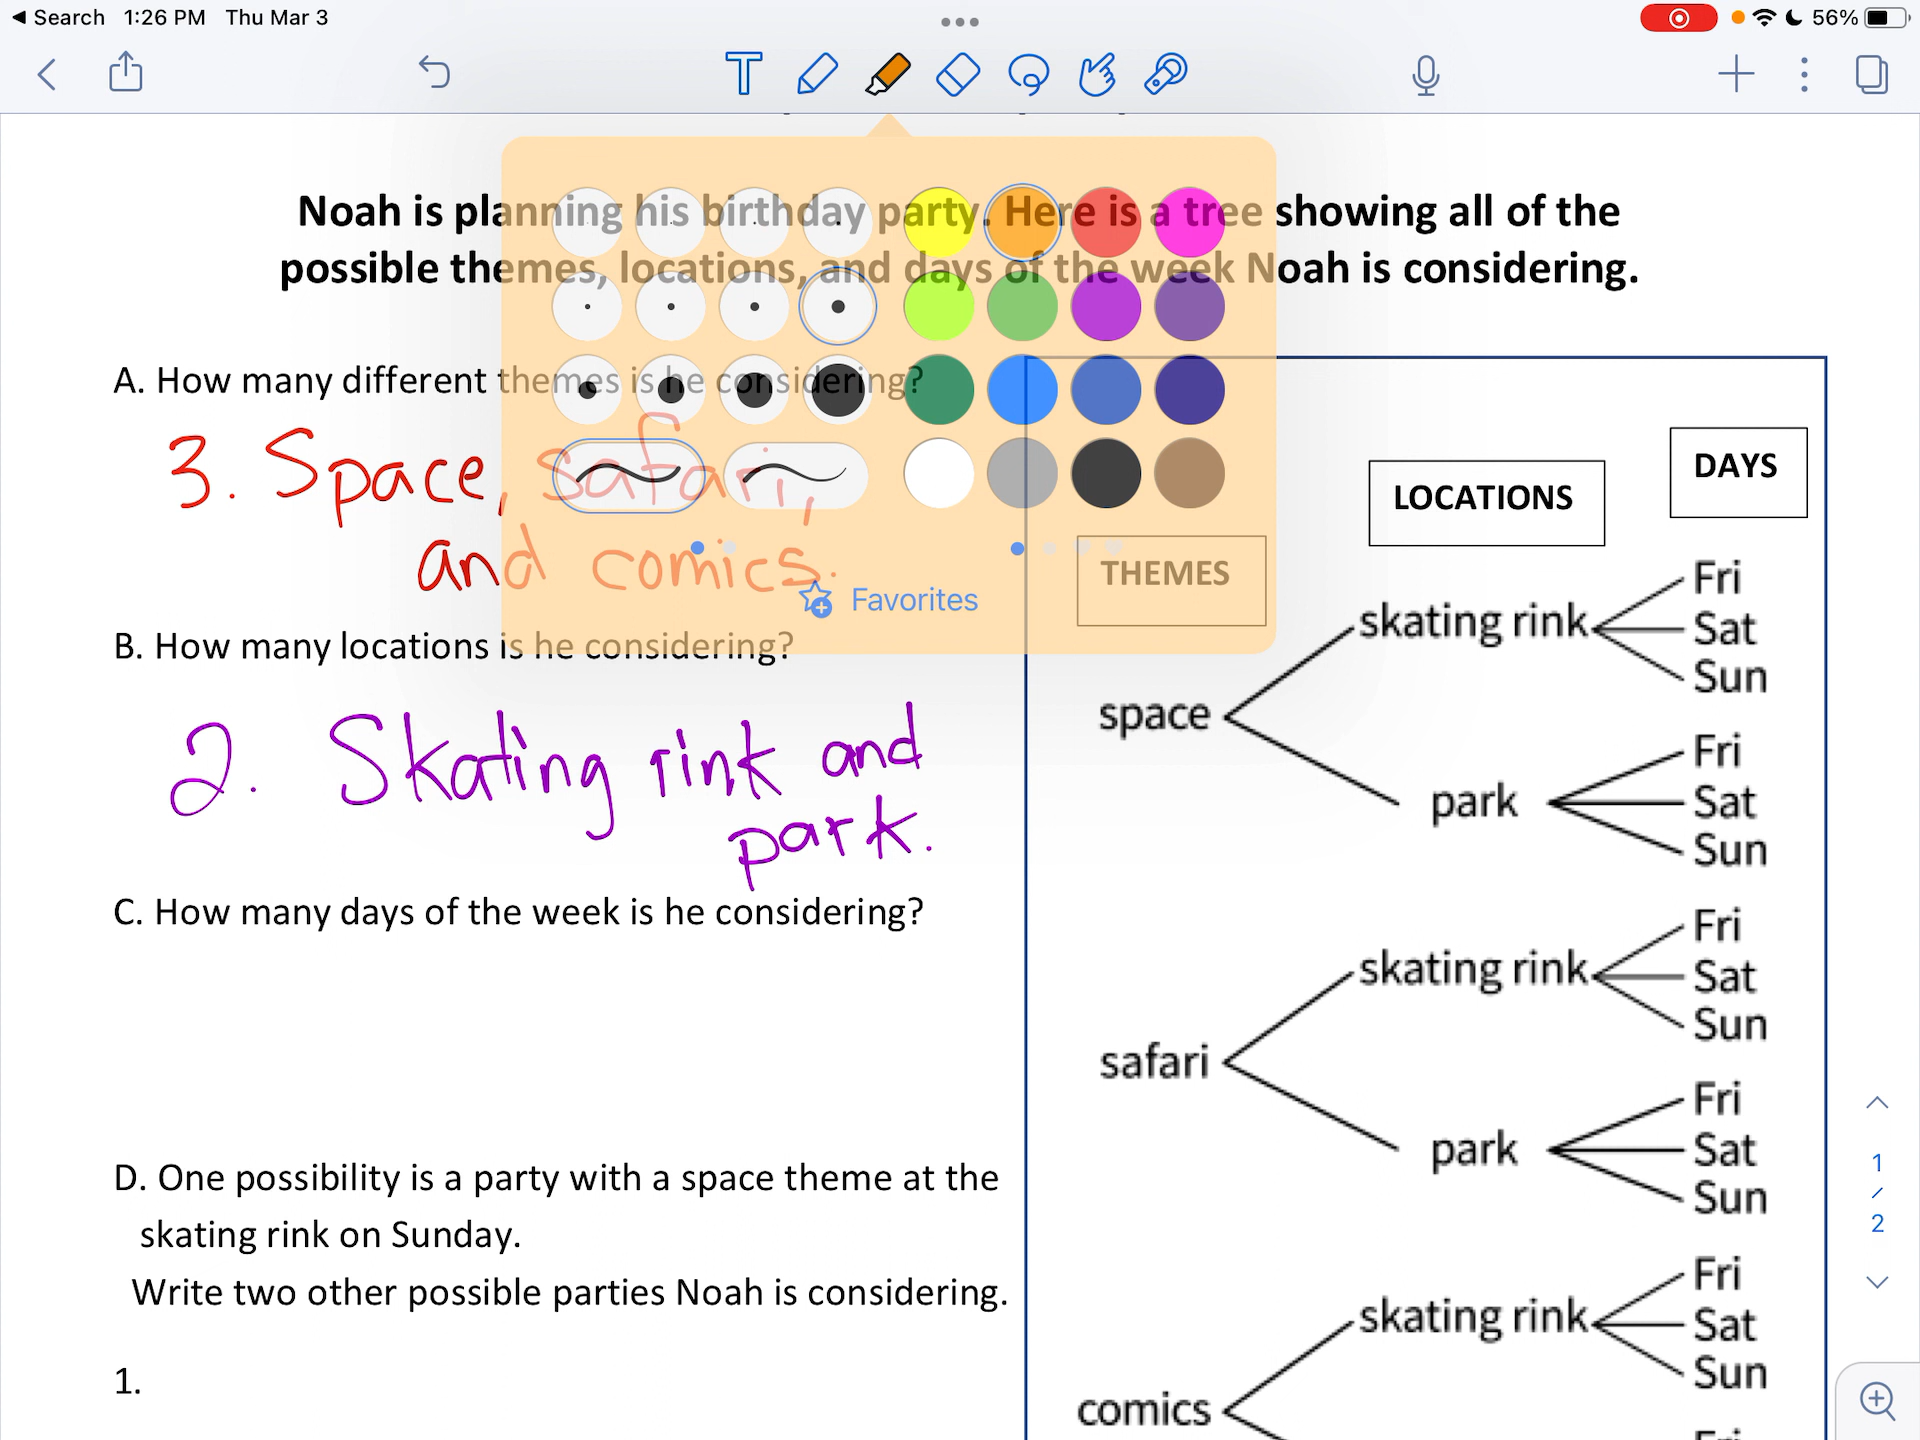 Search 1:26 PM Thu Mar 3
56%
T
Noah is planning his birthday party. Here is a tree showing all of the
possible themes, locations, and days of the week Noah is considering.
A. How many different themes is he considering?
3. Space, safari,
and comics.
Favorites
B. How many locations is he considering?
2. Skating rink and
park.
C. How many days of the week is he considering?
D. One possibility is a party with a space theme at the
skating rink on Sunday.
Write two other possible parties Noah is considering.
1.
THEMES
LOCATIONS
DAYS
space
skating rink
Fri
Sat
Sun
park
Fri
Sat
Sun
safari
skating rink
Fri
Sat
Sun
park
Fri
Sat
Sun
comics
skating rink
Fri
Sat
Sun
1
/
2